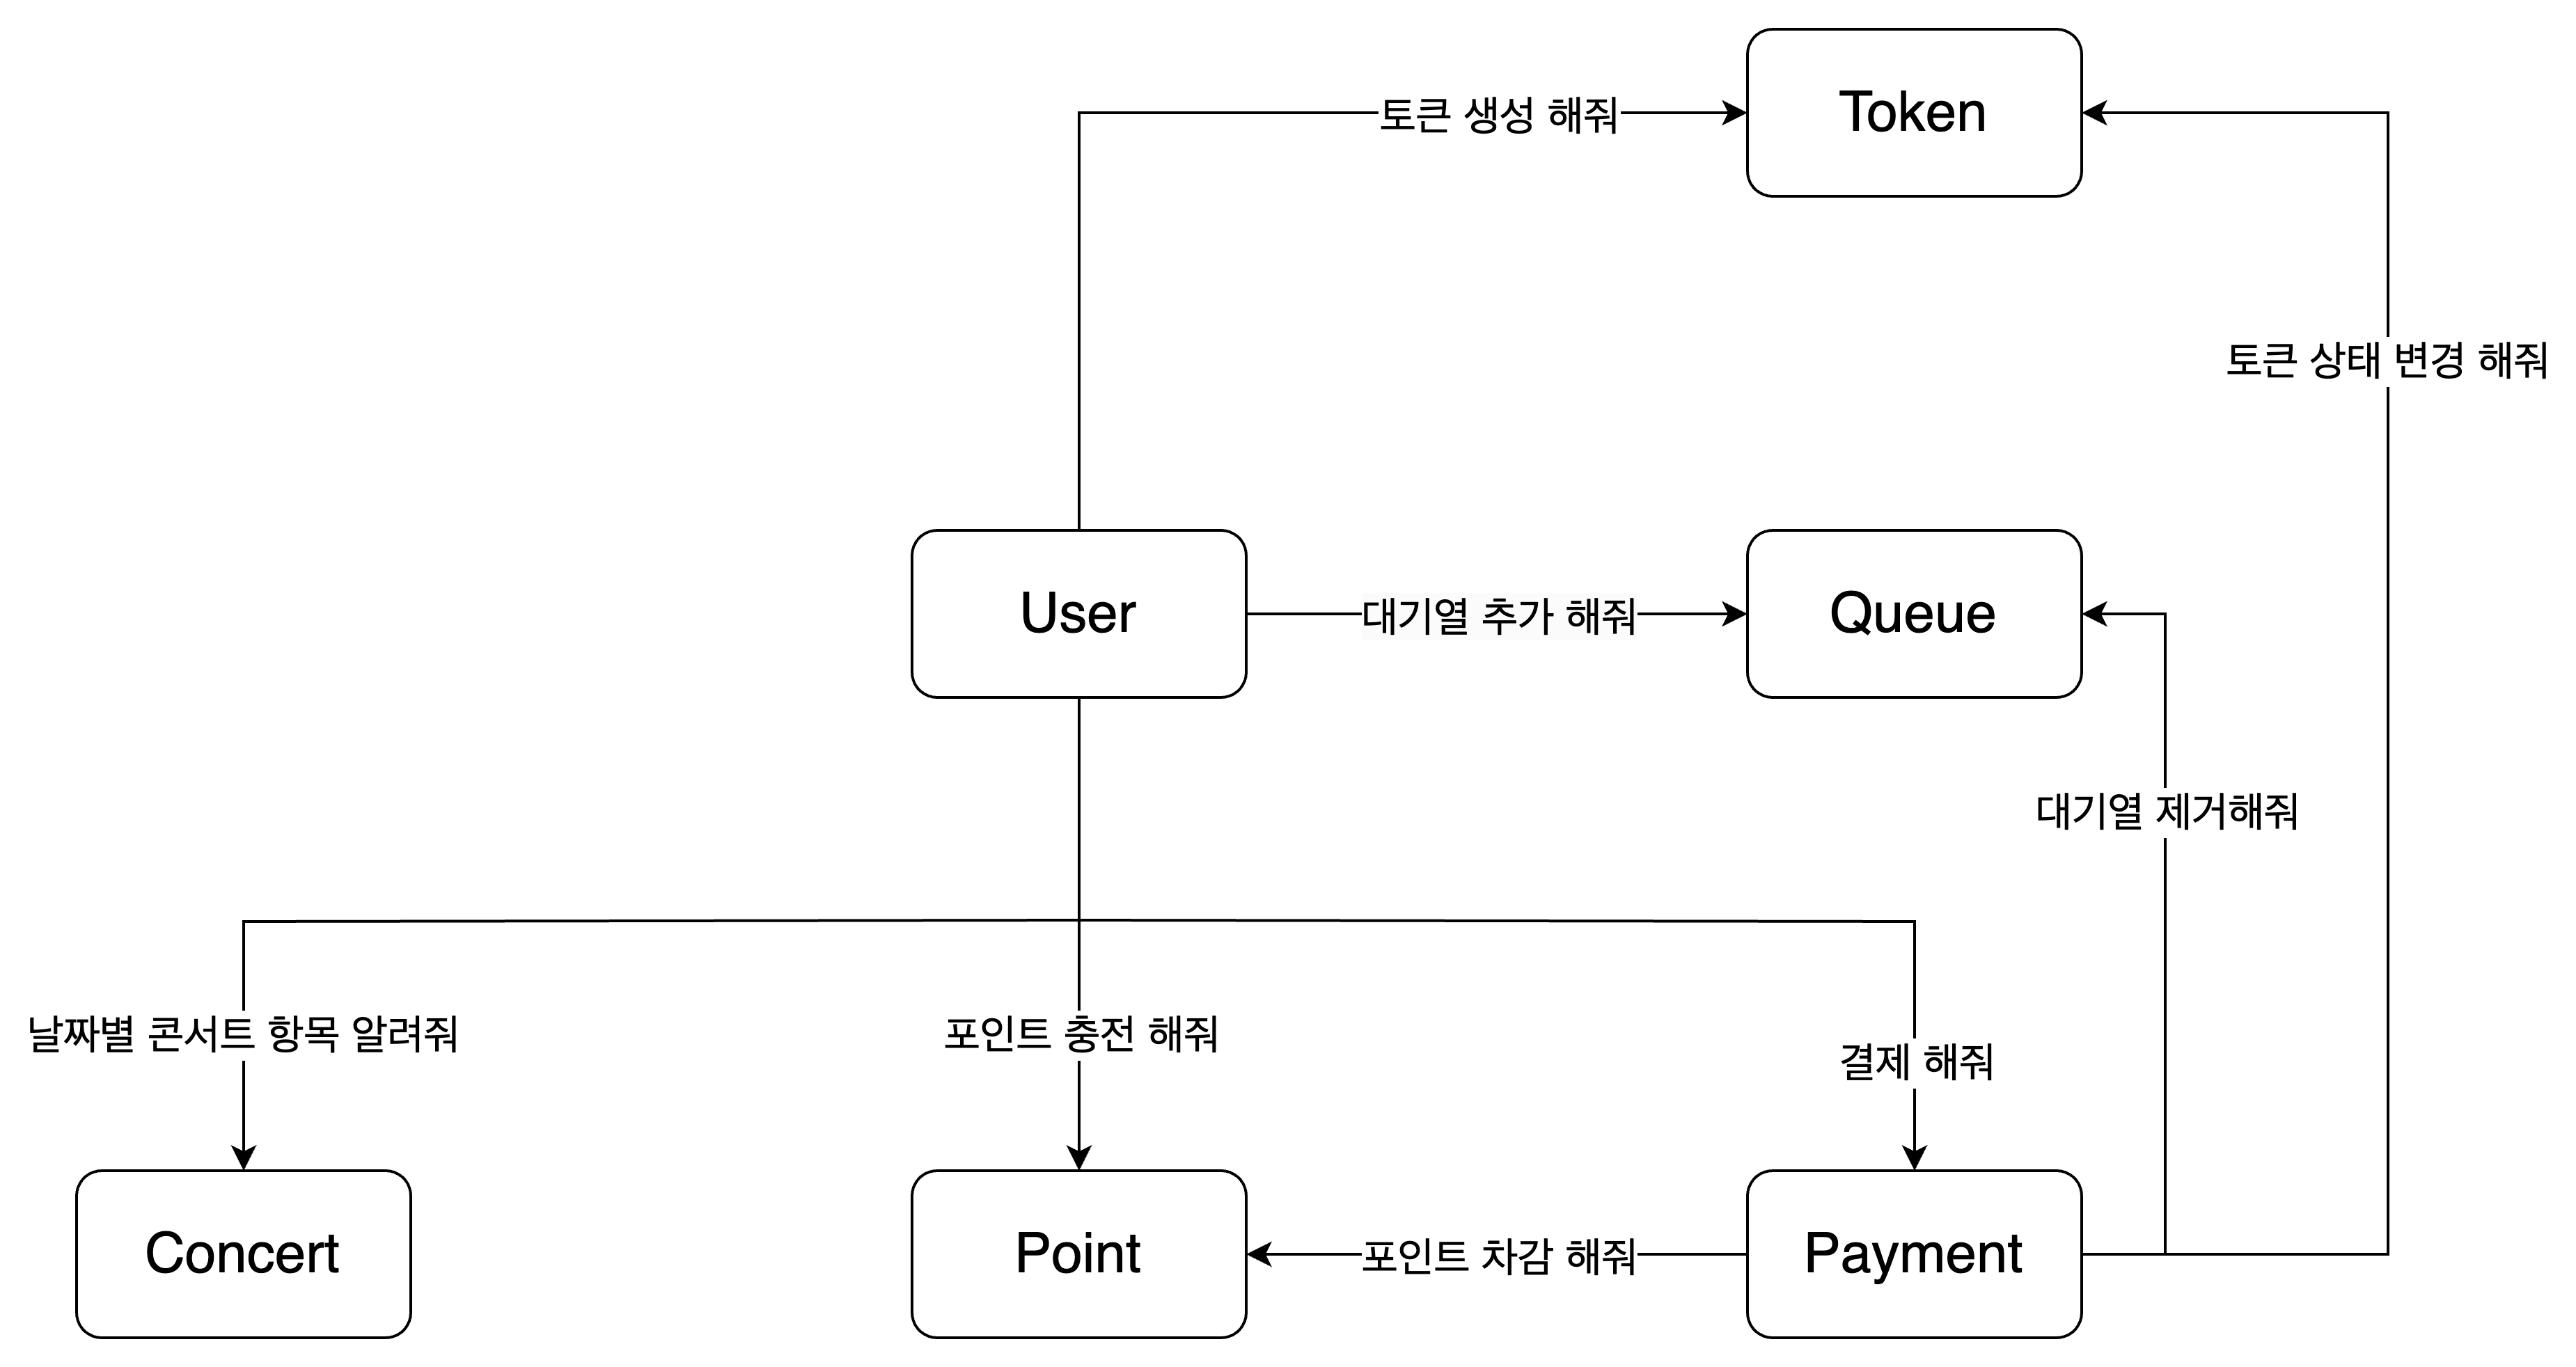 토큰 생성 해줘
Token
토큰 상태 변경 해줘
User
대기열 추가 해줘
Queue
대기열 제거해줘
날짜별 콘서트 항목 알려줘
포인트 충전 해줘
결제 해줘
Concert
Point
포인트 차감 해줘
Payment